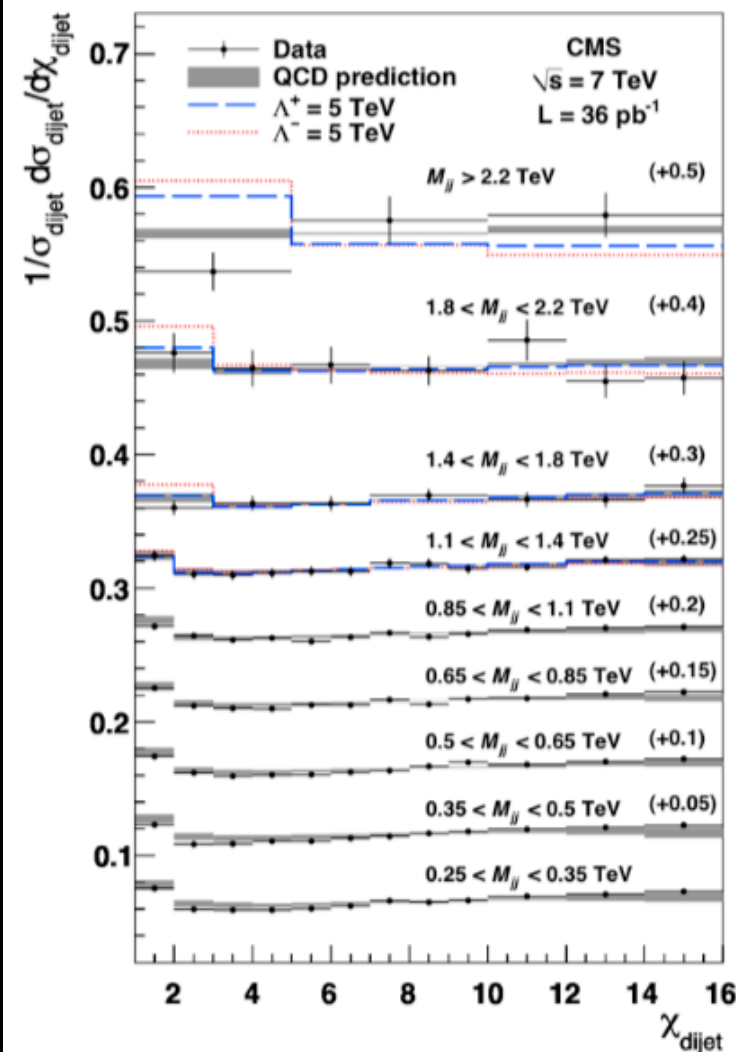 1/σ_dijet dσ_dijet/dχ_dijet
Data
QCD prediction
Λ⁺ = 5 TeV
Λ⁻ = 5 TeV
CMS
√s = 7 TeV
L = 36 pb⁻¹
0.7
M_jj > 2.2 TeV (+0.5)
0.6
1.8 < M_jj < 2.2 TeV (+0.4)
0.5
1.4 < M_jj < 1.8 TeV (+0.3)
0.4
1.1 < M_jj < 1.4 TeV (+0.25)
0.3
0.85 < M_jj < 1.1 TeV (+0.2)
0.65 < M_jj < 0.85 TeV (+0.15)
0.2
0.5 < M_jj < 0.65 TeV (+0.1)
0.35 < M_jj < 0.5 TeV (+0.05)
0.1
0.25 < M_jj < 0.35 TeV
2 4 6 8 10 12 14 16
χ_dijet